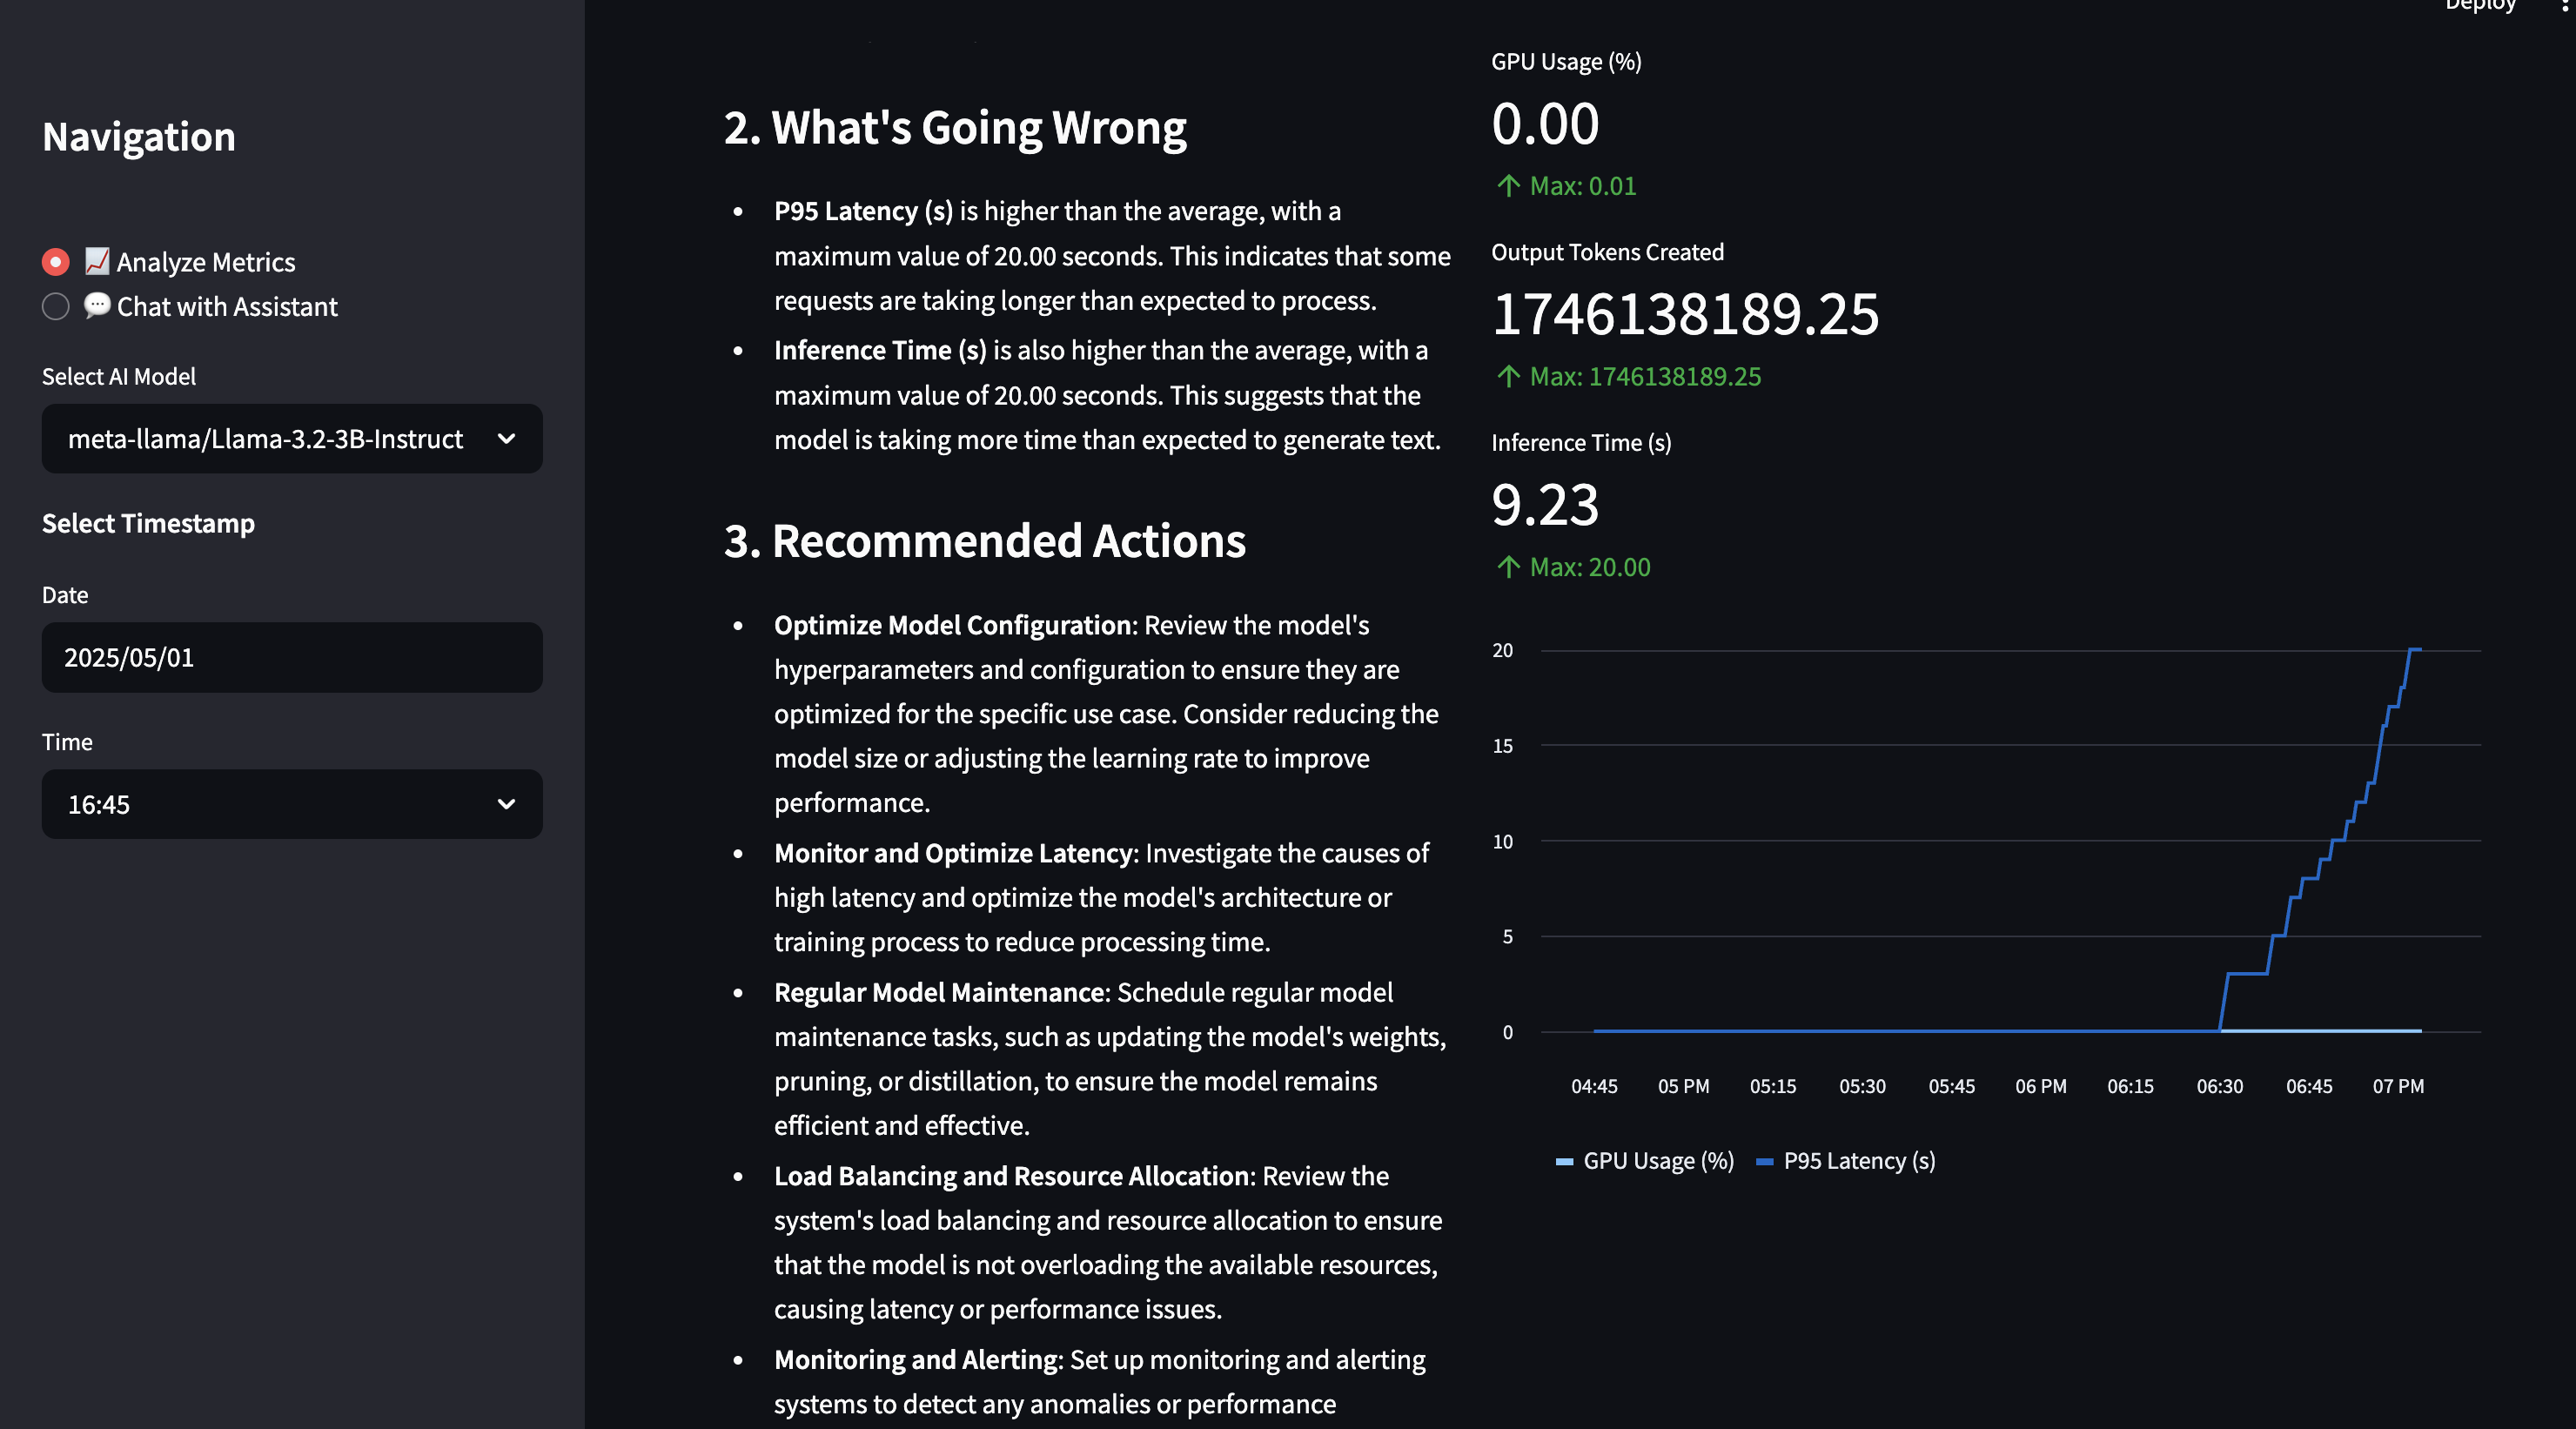 Deploy
Navigation
Analyze Metrics
Chat with Assistant
Select AI Model
meta-llama/Llama-3.2-3B-Instruct
Select Timestamp
Date
2025/05/01
Time
16:45
2. What's Going Wrong
P95 Latency (s) is higher than the average, with a
maximum value of 20.00 seconds. This indicates that some
requests are taking longer than expected to process.
Inference Time (s) is also higher than the average, with a
maximum value of 20.00 seconds. This suggests that the
model is taking more time than expected to generate text.
3. Recommended Actions
Optimize Model Configuration: Review the model's
hyperparameters and configuration to ensure they are
optimized for the specific use case. Consider reducing the
model size or adjusting the learning rate to improve
performance.
Monitor and Optimize Latency: Investigate the causes of
high latency and optimize the model's architecture or
training process to reduce processing time.
Regular Model Maintenance: Schedule regular model
maintenance tasks, such as updating the model's weights,
pruning, or distillation, to ensure the model remains
efficient and effective.
Load Balancing and Resource Allocation: Review the
system's load balancing and resource allocation to ensure
that the model is not overloading the available resources,
causing latency or performance issues.
Monitoring and Alerting: Set up monitoring and alerting
systems to detect any anomalies or performance
GPU Usage (%)
0.00
Max: 0.01
Output Tokens Created
1746138189.25
Max: 1746138189.25
Inference Time (s)
9.23
Max: 20.00
20
15
10
5
0
04:45 05 PM 05:15 05:30 05:45 06 PM 06:15 06:30 06:45 07 PM
GPU Usage (%) P95 Latency (s)